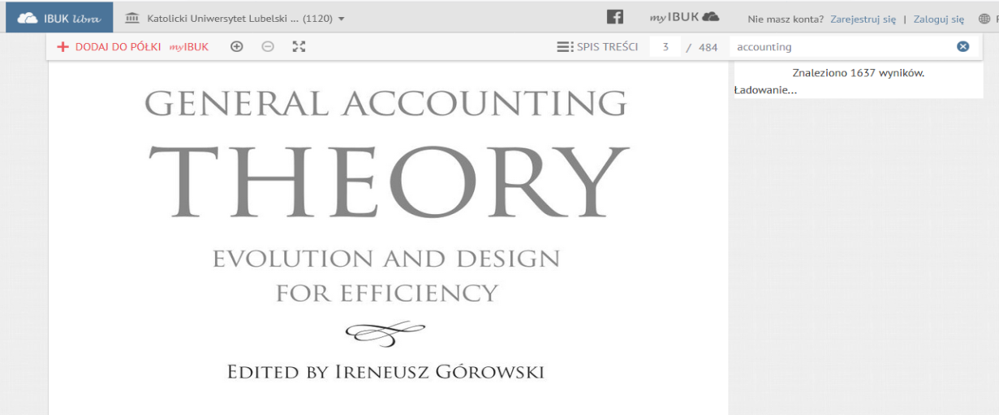 IBUK libra Katolicki Uniwersytet Lubelski ... (1120) myIBUK Nie masz konta? Zarejestruj się | Zaloguj się
+ DODAJ DO PÓŁKI myIBUK SPIS TREŚCI 3 / 484 accounting
Znaleziono 1637 wyników.
Ładowanie...
GENERAL ACCOUNTING
THEORY
EVOLUTION AND DESIGN
FOR EFFICIENCY
EDITED BY IRENEUSZ GÓROWSKI